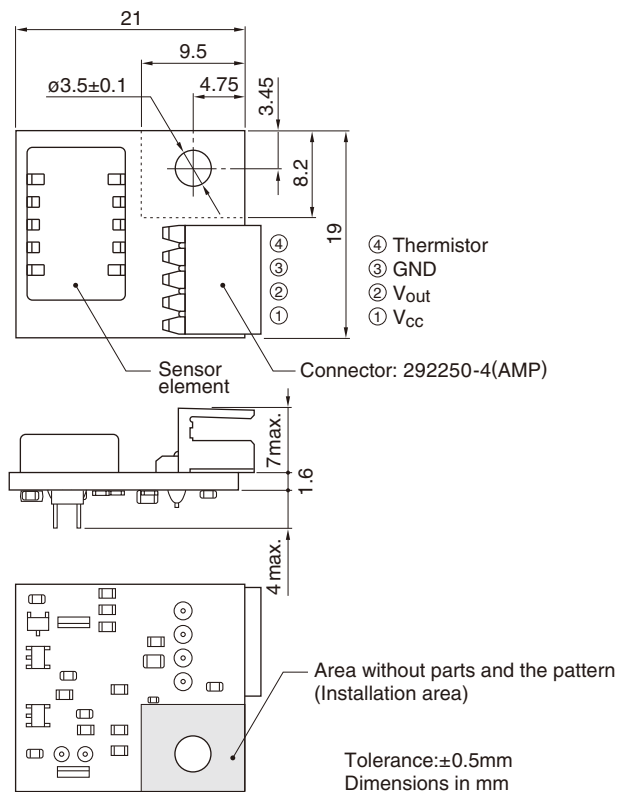 21
9.5
ø3.5±0.1
4.75
3.45
8.2
19
④
③
②
①
④ Thermistor
③ GND
② Vout
① Vcc
Sensor
element
Connector: 292250-4(AMP)
7max.
1.6
4max.
Area without parts and the pattern
(Installation area)
Tolerance:±0.5mm
Dimensions in mm